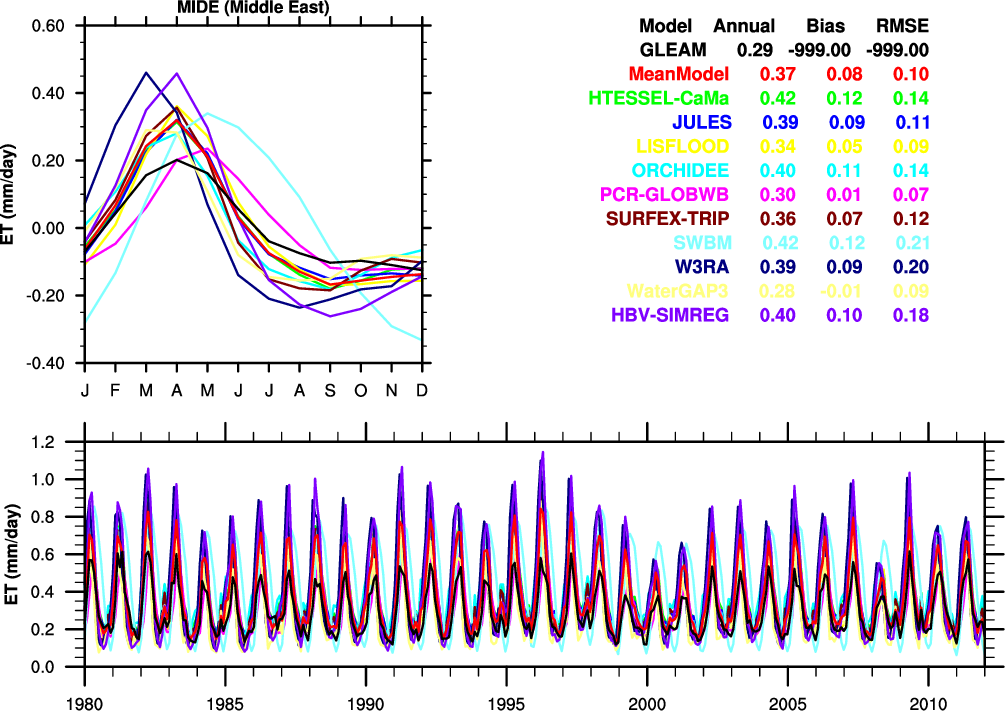 MIDE (Middle East)
0.60
0.40
0.20
0.00
-0.20
-0.40
ET (mm/day)
J F M A M J J A S O N D
Model Annual Bias RMSE
GLEAM 0.29 -999.00 -999.00
MeanModel 0.37 0.08 0.10
HTESSEL-CaMa 0.42 0.12 0.14
JULES 0.39 0.09 0.11
LISFLOOD 0.34 0.05 0.09
ORCHIDEE 0.40 0.11 0.14
PCR-GLOBWB 0.30 0.01 0.07
SURFEX-TRIP 0.36 0.07 0.12
SWBM 0.42 0.12 0.21
W3RA 0.39 0.09 0.20
WaterGAP3 0.28 -0.01 0.09
HBV-SIMREG 0.40 0.10 0.18
1.2
1.0
0.8
0.6
0.4
0.2
0.0
ET (mm/day)
1980 1985 1990 1995 2000 2005 2010